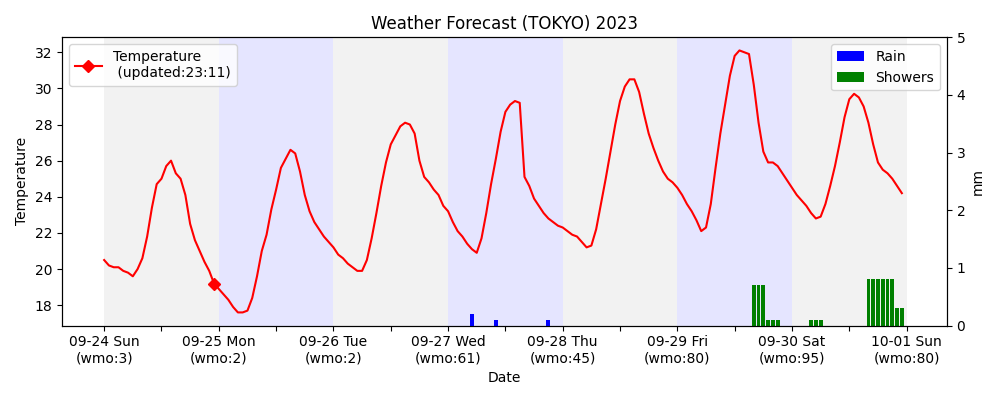 Weather Forecast (TOKYO) 2023
Temperature
(updated:23:11)
Rain
Showers
Temperature
32
30
28
26
24
22
20
18
5
4
3
2
1
0
mm
09-24 Sun
(wmo:3)
09-25 Mon
(wmo:2)
09-26 Tue
(wmo:2)
09-27 Wed
(wmo:61)
09-28 Thu
(wmo:45)
09-29 Fri
(wmo:80)
09-30 Sat
(wmo:95)
10-01 Sun
(wmo:80)
Date